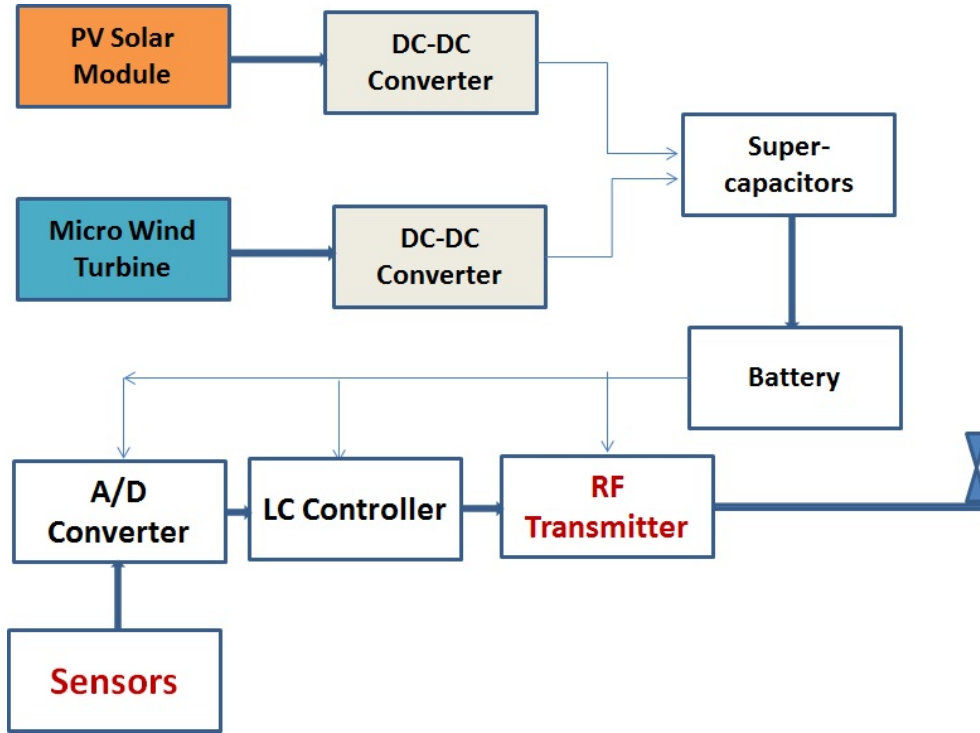 PV Solar
Module
DC-DC
Converter
Super-
capacitors
Micro Wind
Turbine
DC-DC
Converter
Battery
A/D
Converter
LC Controller
RF
Transmitter
Sensors